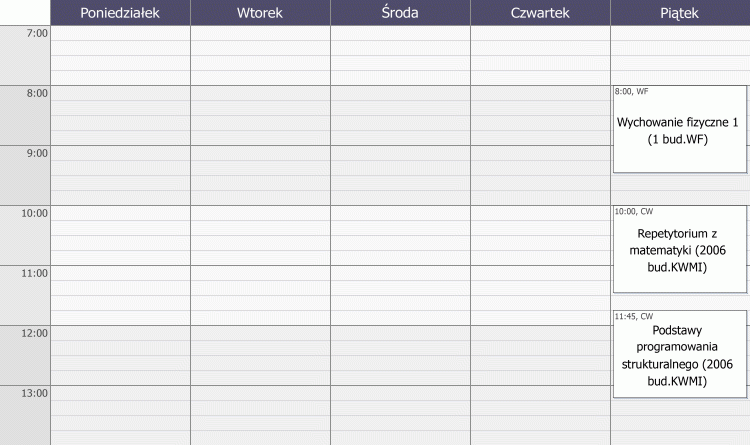 Poniedziałek Wtorek Środa Czwartek Piątek
7:00
8:00
8:00, WF
Wychowanie fizyczne 1
(1 bud.WF)
9:00
10:00
10:00, CW
Repetytorium z
matematyki (2006
bud.KWMI)
11:00
11:45, CW
Podstawy
programowania
strukturalnego (2006
bud.KWMI)
12:00
13:00